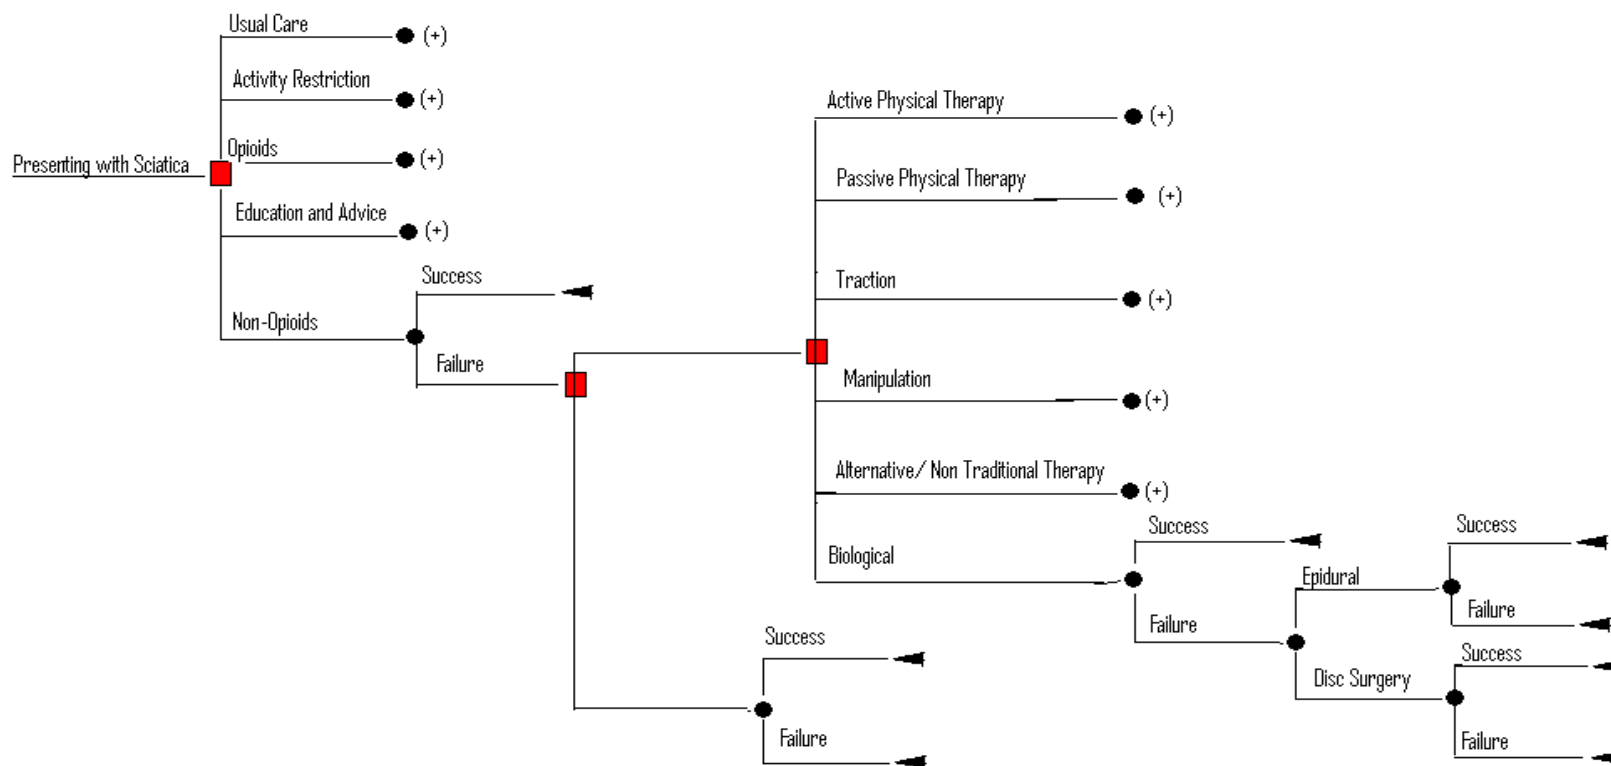 Usual Care
(+)
Activity Restriction
(+)
Opioids
(+)
Presenting with Sciatica
Education and Advice
(+)
Success
Non-Opioids
Failure
Active Physical Therapy
(+)
Passive Physical Therapy
(+)
Traction
(+)
Manipulation
(+)
Alternative/ Non Traditional Therapy
(+)
Biological
Success
Failure
Epidural
Success
Failure
Disc Surgery
Success
Failure
Success
Failure